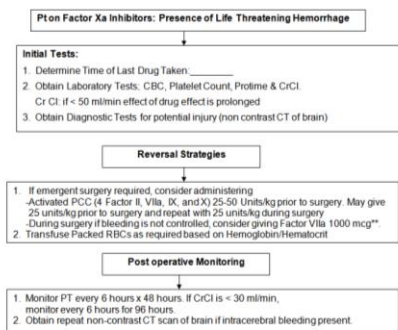 Pt on Factor Xa Inhibitors: Presence of Life Threatening Hemorrhage
Initial Tests:
1. Determine Time of Last Drug Taken:________
2. Obtain Laboratory Tests: CBC, Platelet Count, Protime & CrCl.
Cr Cl: if < 50 ml/min effect of drug effect is prolonged
3. Obtain Diagnostic Tests for potential injury (non contrast CT of brain)
Reversal Strategies
1. If emergent surgery required, consider administering
-Activated PCC (4 Factor II, VIIa, IX, and X) 25-50 Units/kg prior to surgery. May give
25 units/kg prior to surgery and repeat with 25 units/kg during surgery
-During surgery if bleeding is not controlled, consider giving Factor VIIa 1000 mcg**.
2. Transfuse Packed RBCs as required based on Hemoglobin/Hematocrit
Post operative Monitoring
1. Monitor PT every 6 hours x 48 hours. If CrCl is < 30 ml/min,
monitor every 6 hours for 96 hours.
2. Obtain repeat non-contrast CT scan of brain if intracerebral bleeding present.